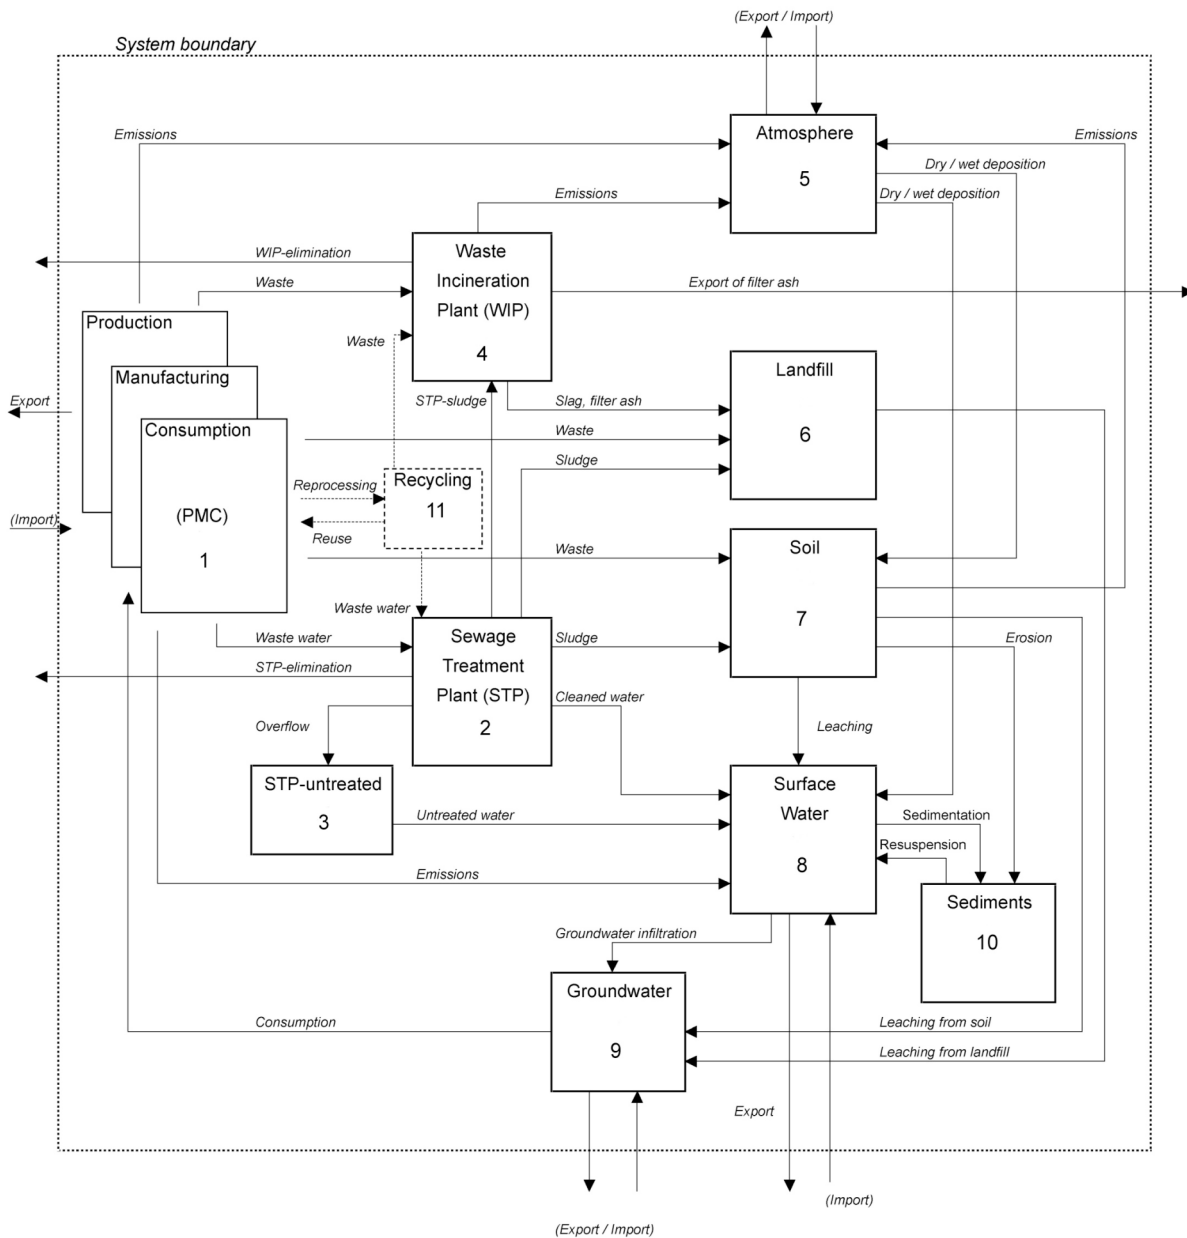 (Export / Import)
System boundary
Emissions
Atmosphere
5
Emissions
Dry / wet deposition
Emissions
Dry / wet deposition
WIP-elimination
Waste
Incineration
Plant (WIP)
4
Waste
Export of filter ash
Production
Waste
Manufacturing
Landfill
6
Export
STP-sludge
Slag, filter ash
Consumption
Waste
Sludge
Reprocessing
Recycling
11
(PMC)
1
(Import)
Reuse
Waste
Soil
7
Waste water
Waste water
Sewage
Treatment
Plant (STP)
2
Sludge
Erosion
STP-elimination
Cleaned water
Overflow
Leaching
STP-untreated
3
Surface
Water
8
Untreated water
Sedimentation
Resuspension
Emissions
Sediments
10
Groundwater infiltration
Groundwater
9
Consumption
Leaching from soil
Leaching from landfill
Export
(Import)
(Export / Import)